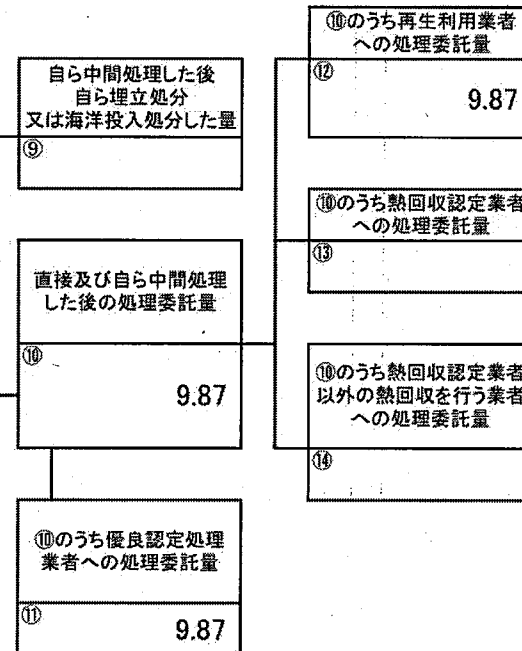 自ら中間処理した後
自ら埋立処分
又は海洋投入処分した量
⑨
直接及び自ら中間処理
した後の処理委託量
⑩
9.87
⑩のうち優良認定処理
業者への処理委託量
⑪
9.87
⑩のうち再生利用業者
への処理委託量
⑫
9.87
⑩のうち熱回収認定業者
への処理委託量
⑬
⑩のうち熱回収認定業者
以外の熱回収を行う業者
への処理委託量
⑭